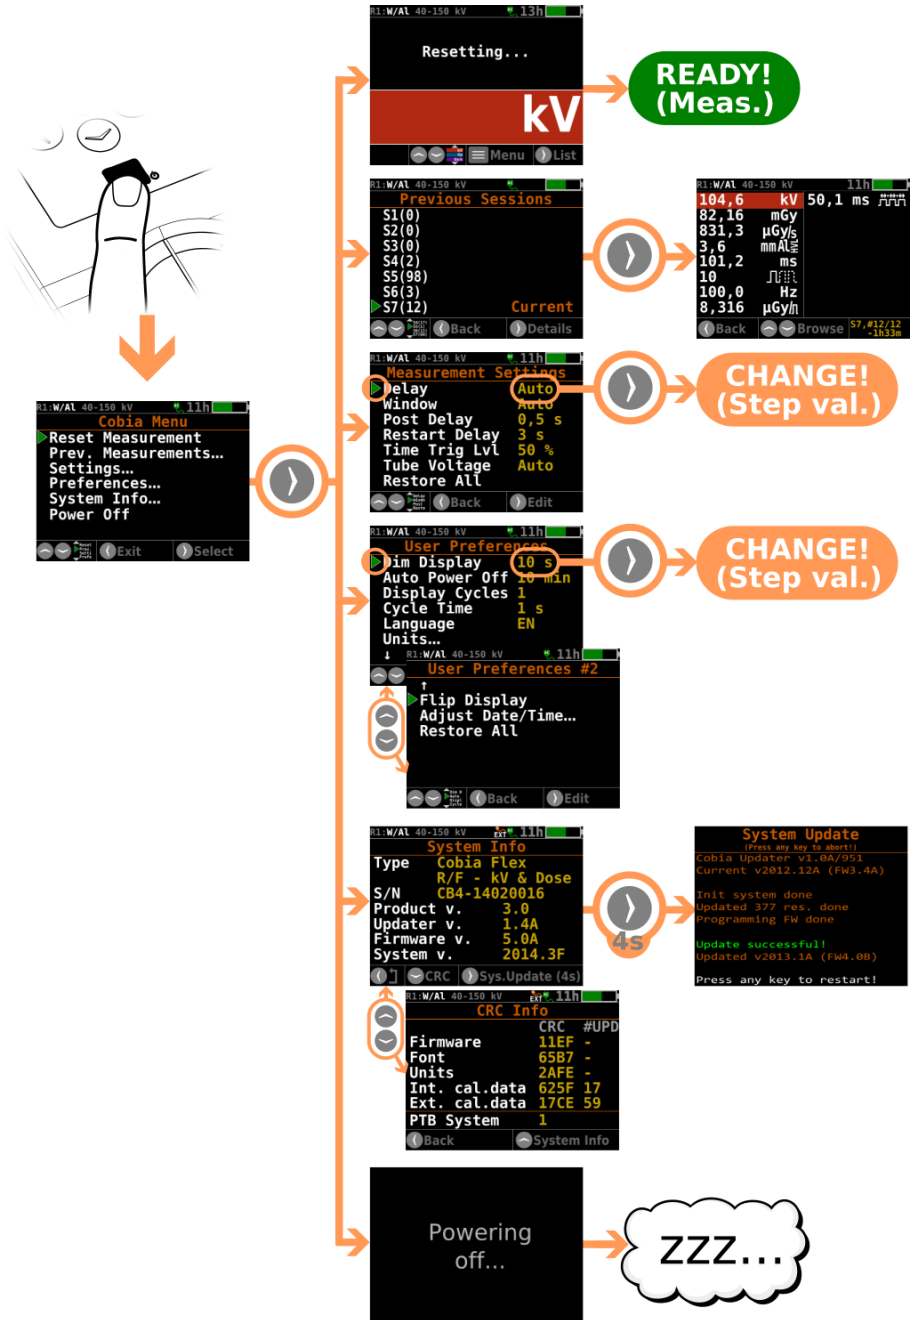 R1:W/Al 40-150 kV 13h
Resetting...
kV
Menu List
READY!
(Meas.)
R1:W/Al 40-150 kV 11h
Previous Sessions
S1(0)
S2(0)
S3(0)
S4(2)
S5(98)
S6(3)
S7(12) Current
Back Details
R1:W/Al 40-150 kV 11h
104,6 kV 50,1 ms
82,16 mGy
831,3 µGy/s
3,6 mmAl
101,2 ms
10
100,0 Hz
8,316 µGy/
Back Browse S7,#12/12
-1h33m
R1:W/Al 40-150 kV 11h
Measurement Settings
Delay Auto
Window Auto
Post Delay 0,5 s
Restart Delay 3 s
Time Trig Lvl 50 %
Tube Voltage Auto
Restore All
Back Edit
CHANGE!
(Step val.)
R1:W/Al 40-150 kV 11h
Cobia Menu
Reset Measurement
Prev. Measurements...
Settings...
Preferences...
System Info...
Power Off
Exit Select
R1:W/Al 40-150 kV 11h
User Preferences
Dim Display 10 s
Auto Power Off 10 min
Display Cycles 1
Cycle Time 1 s
Language EN
Units...
↓
CHANGE!
(Step val.)
R1:W/Al 40-150 kV 11h
User Preferences #2
↑
Flip Display
Adjust Date/Time...
Restore All
Back Edit
R1:W/Al 40-150 kV EXT 11h
System Info
Type Cobia Flex
R/F - kV & Dose
S/N CB4-14020016
Product v. 3.0
Updater v. 1.4A
Firmware v. 5.0A
System v. 2014.3F
CRC Sys.Update (4s)
4s
System Update
(Press any key to abort!)
Cobia Updater v1.0A/951
Current v2012.12A (FW3.4A)
Init system done
Updated 377 res. done
Programming FW done
Update successful!
Updated v2013.1A (FW4.0B)
Press any key to restart!
R1:W/Al 40-150 kV EXT 11h
CRC Info
CRC #UPD
Firmware 11EF -
Font 65B7 -
Units 2AFE -
Int. cal.data 625F 17
Ext. cal.data 17CE 59
PTB System 1
Back System Info
Powering
off...
zzz...